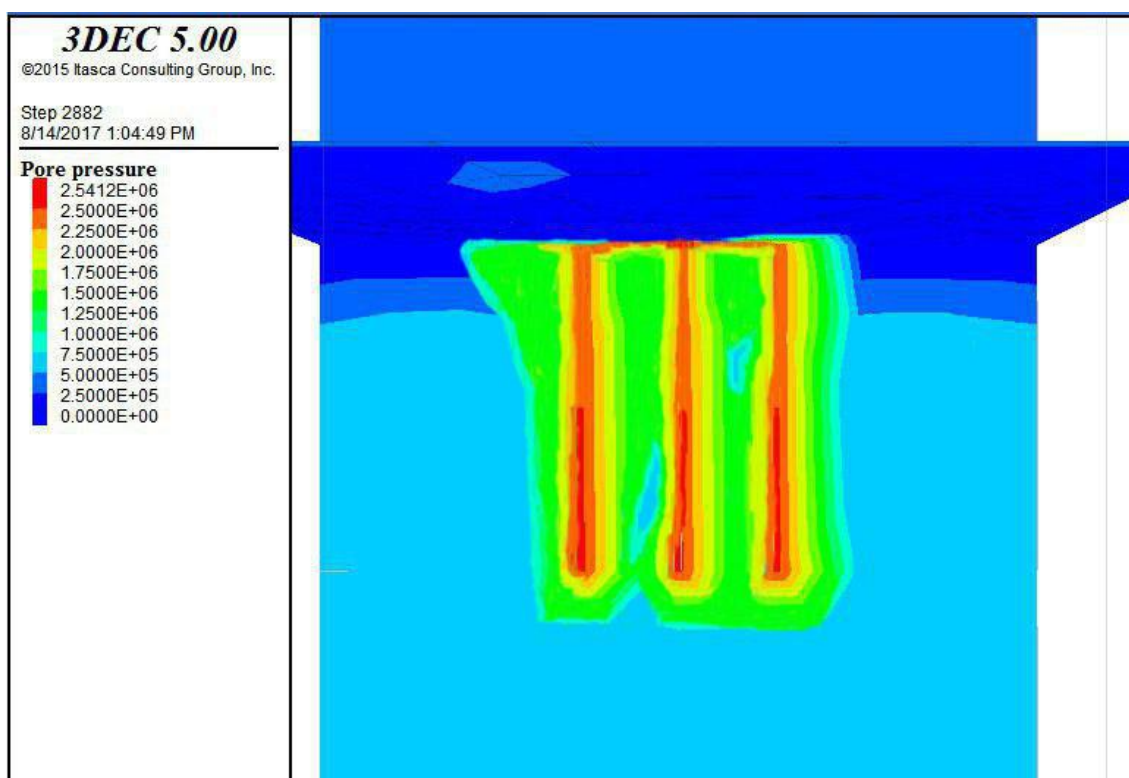 3DEC 5.00
©2015 Itasca Consulting Group, Inc.
Step 2882
8/14/2017 1:04:49 PM
Pore pressure
2.5412E+06
2.5000E+06
2.2500E+06
2.0000E+06
1.7500E+06
1.5000E+06
1.2500E+06
1.0000E+06
7.5000E+05
5.0000E+05
2.5000E+05
0.0000E+00